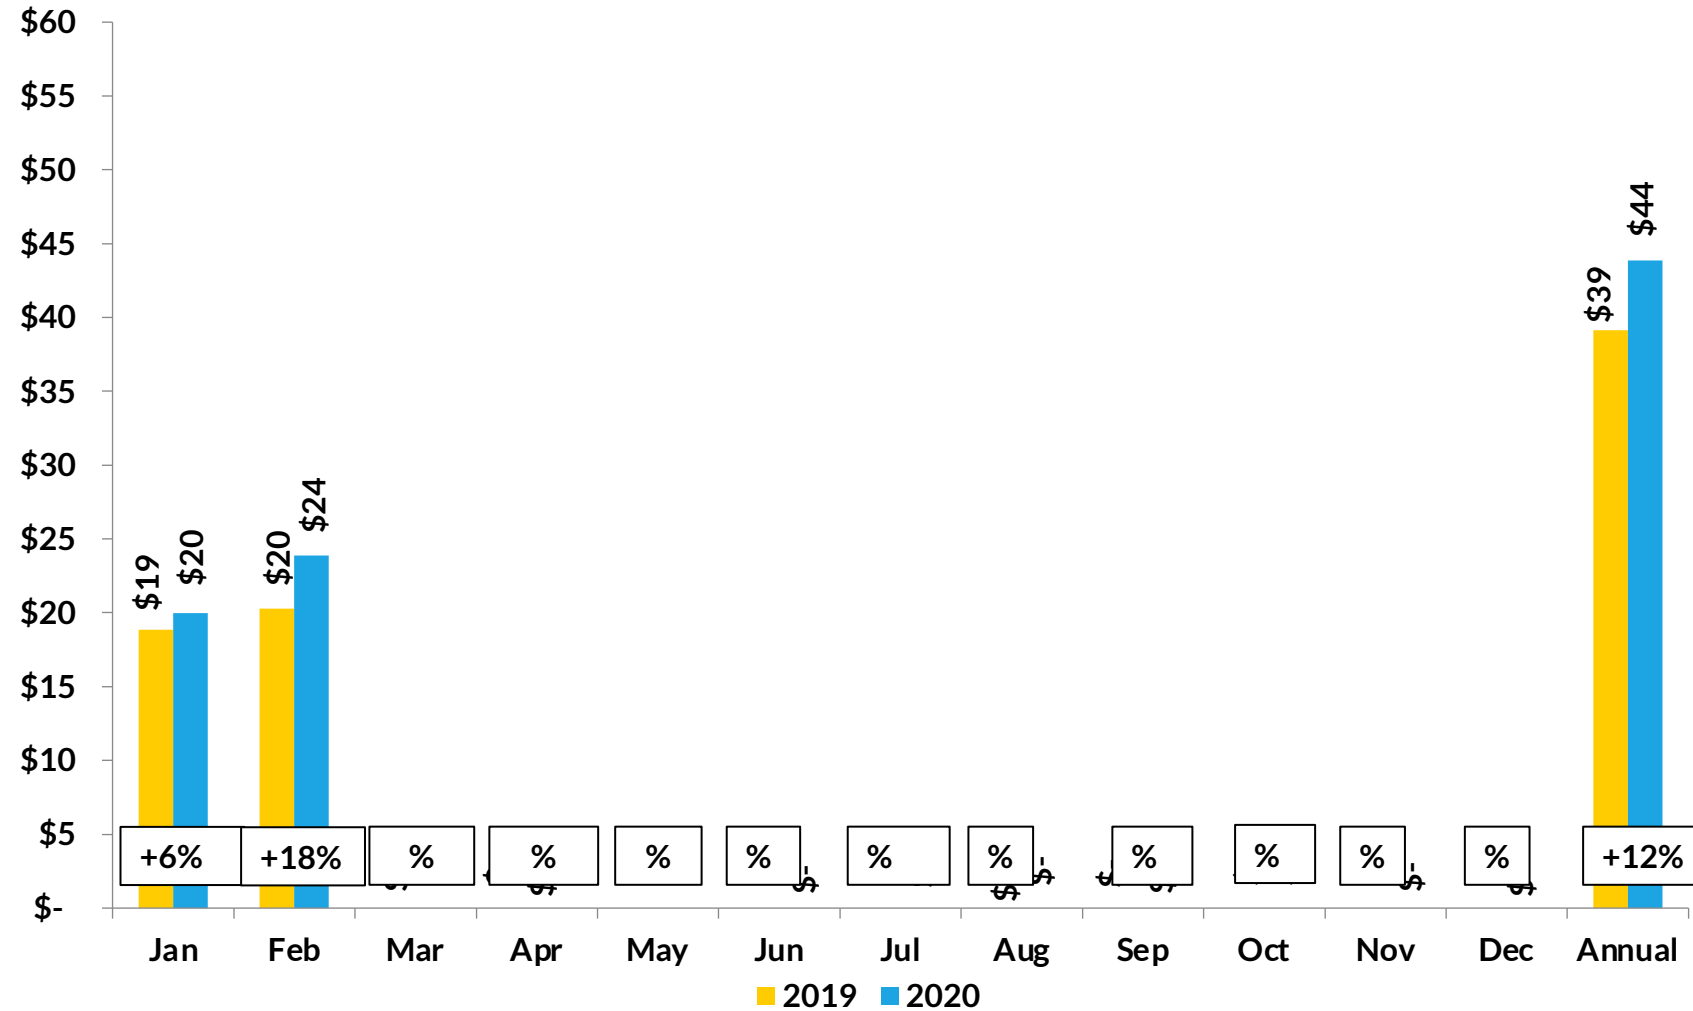 $60
$55
$50
$45
$40
$35
$30
$25
$20
$15
$10
$5
$-
$19
$20
$20
$24
$39
$44
+6%
+18%
%
%
%
%
%
%
%
%
%
%
+12%
$-
$-
$-
Jan
Feb
Mar
Apr
May
Jun
Jul
Aug
Sep
Oct
Nov
Dec
Annual
2019
2020